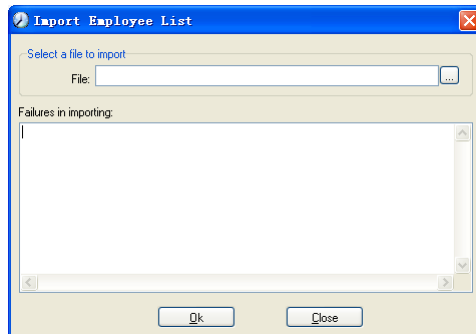 Import Employee List
Select a file to import
File:
...
Failures in importing:
Ok
Close